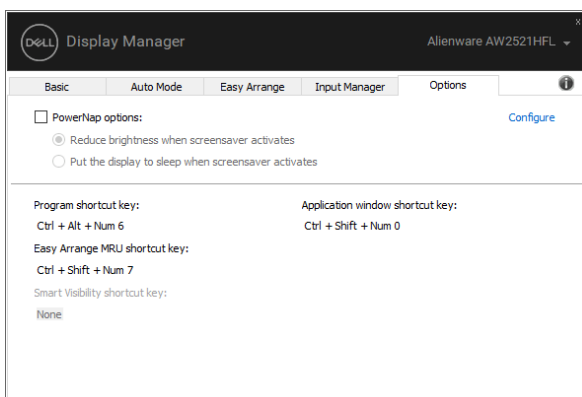 DELL Display Manager
Alienware AW2521HFL
x
Basic Auto Mode Easy Arrange Input Manager Options
i
PowerNap options:
Configure
Reduce brightness when screensaver activates
Put the display to sleep when screensaver activates
Program shortcut key:
Application window shortcut key:
Ctrl + Alt + Num 6
Ctrl + Shift + Num 0
Easy Arrange MRU shortcut key:
Ctrl + Shift + Num 7
Smart Visibility shortcut key:
None